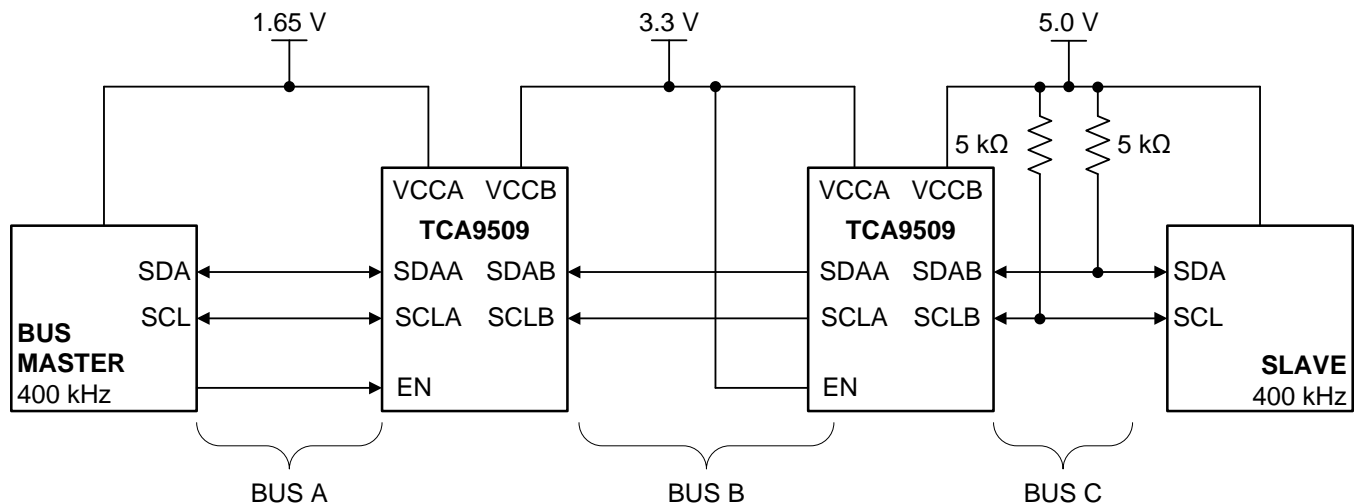 1.65 V
3.3 V
5.0 V
5 kΩ
5 kΩ
VCCA VCCB
TCA9509
SDAA SDAB
SCLA SCLB
EN
VCCA VCCB
TCA9509
SDAA SDAB
SCLA SCLB
EN
SDA
SCL
BUS
MASTER
400 kHz
SDA
SCL
SLAVE
400 kHz
BUS A
BUS B
BUS C